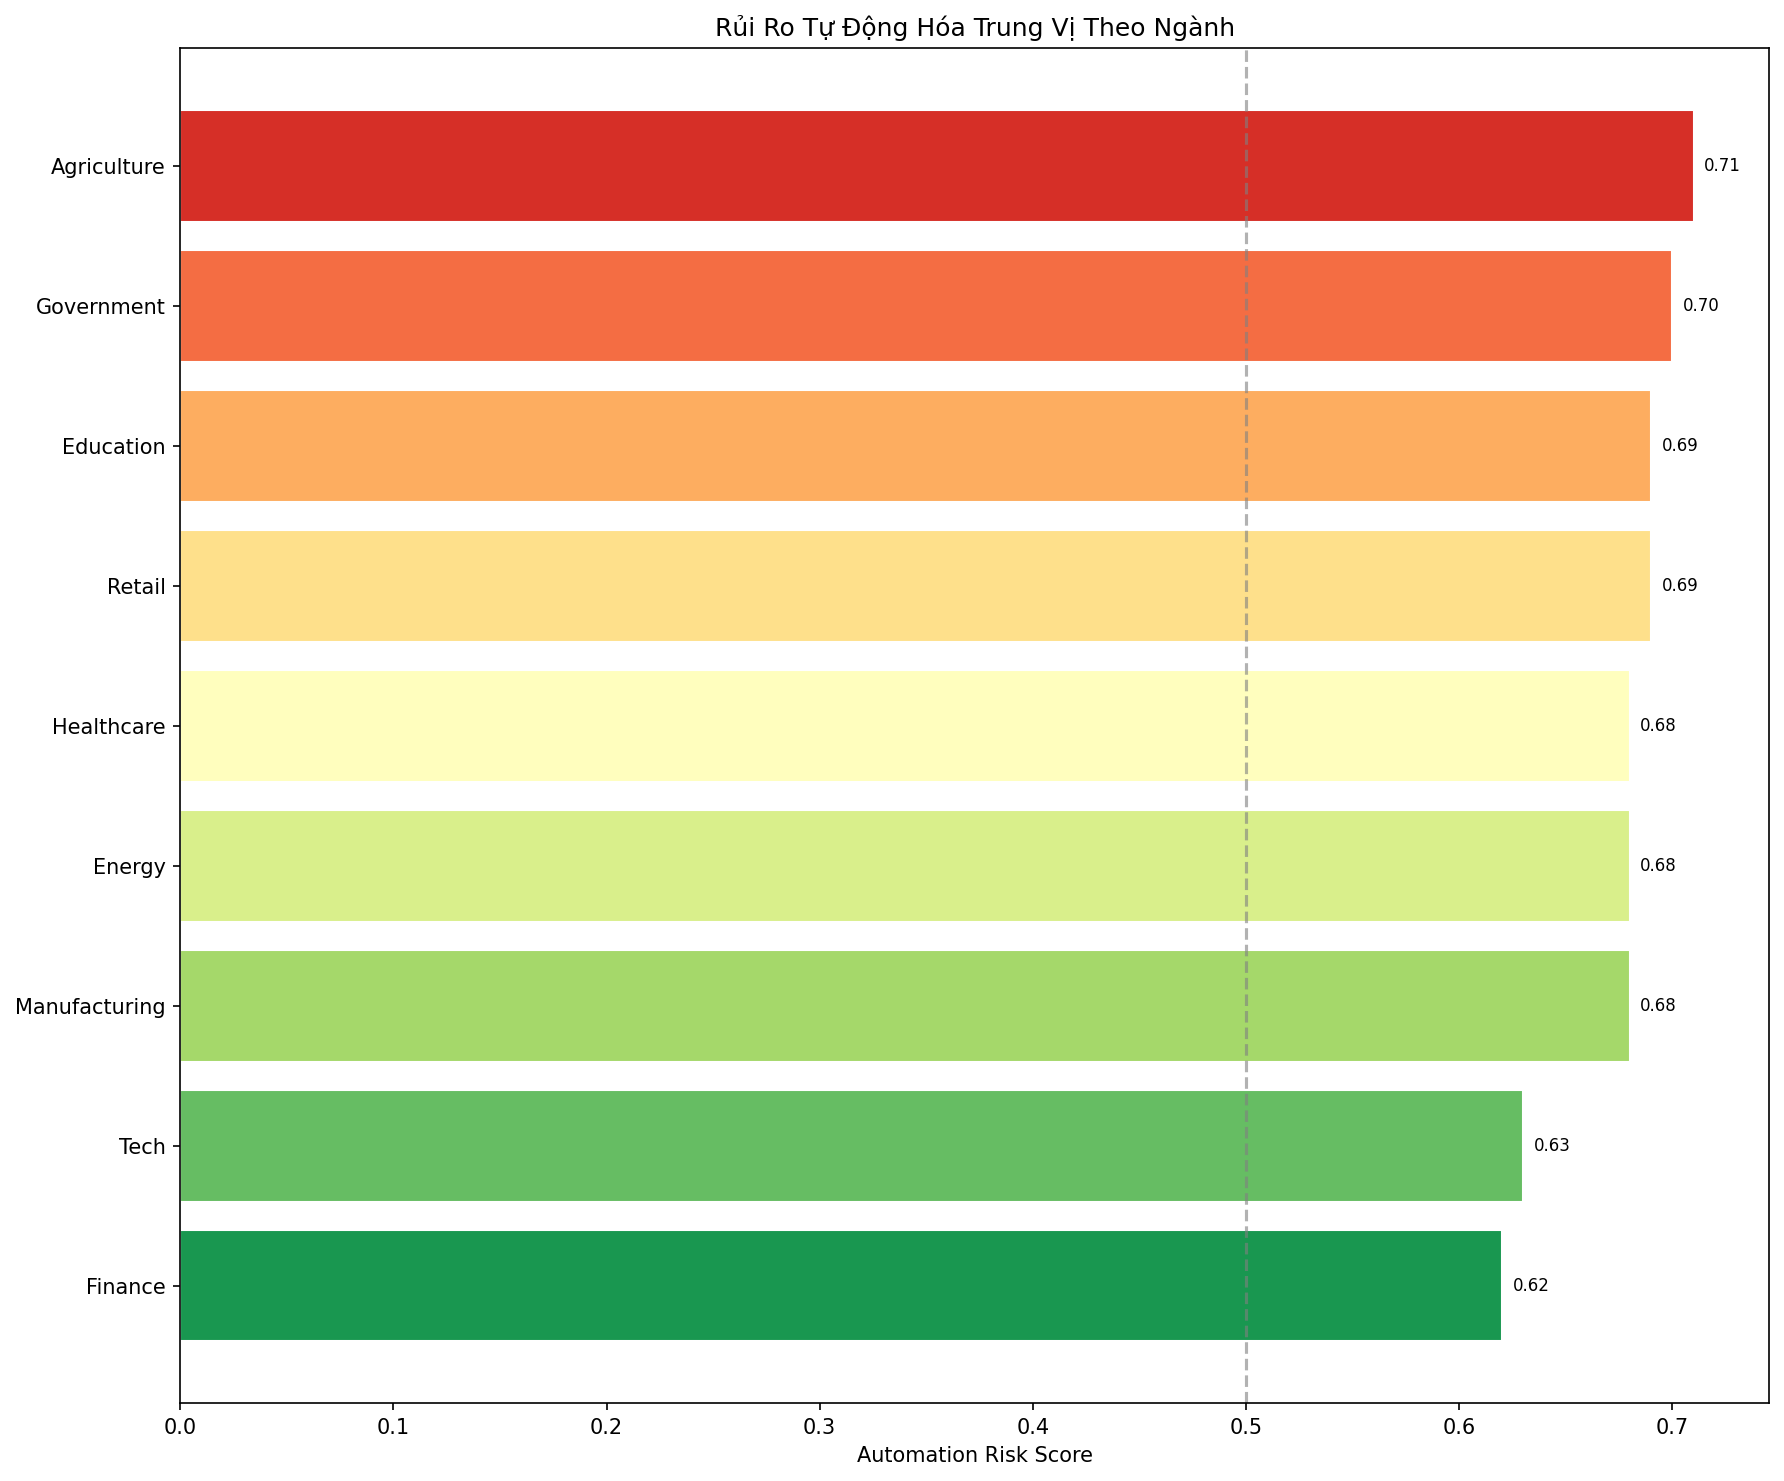 Rủi Ro Tự Động Hóa Trung Vị Theo Ngành
Agriculture
0.71
Government
0.70
Education
0.69
Retail
0.69
Healthcare
0.68
Energy
0.68
Manufacturing
0.68
Tech
0.63
Finance
0.62
0.0 0.1 0.2 0.3 0.4 0.5 0.6 0.7
Automation Risk Score